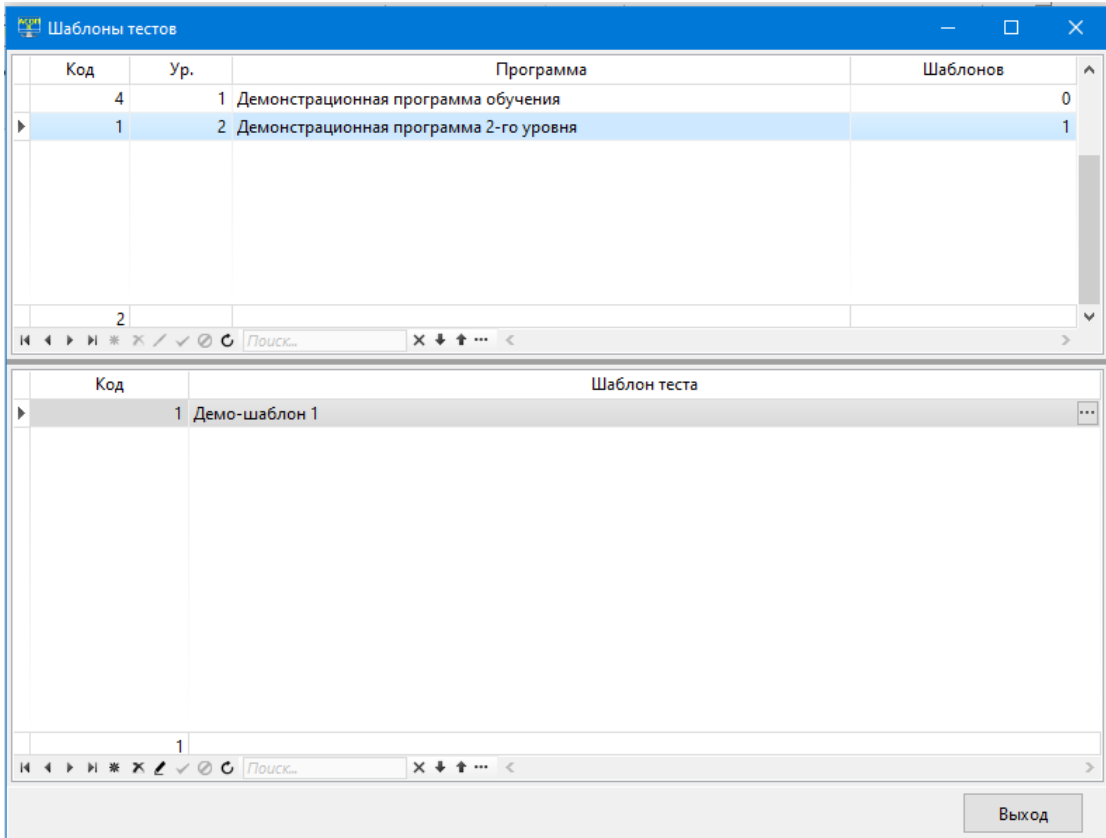 АСОП Шаблоны тестов
Код Ур. Программа Шаблонов
4 1 Демонстрационная программа обучения 0
1 2 Демонстрационная программа 2-го уровня 1
2
Поиск...
Код Шаблон теста
1 Демо-шаблон 1
1
Поиск...
Выход